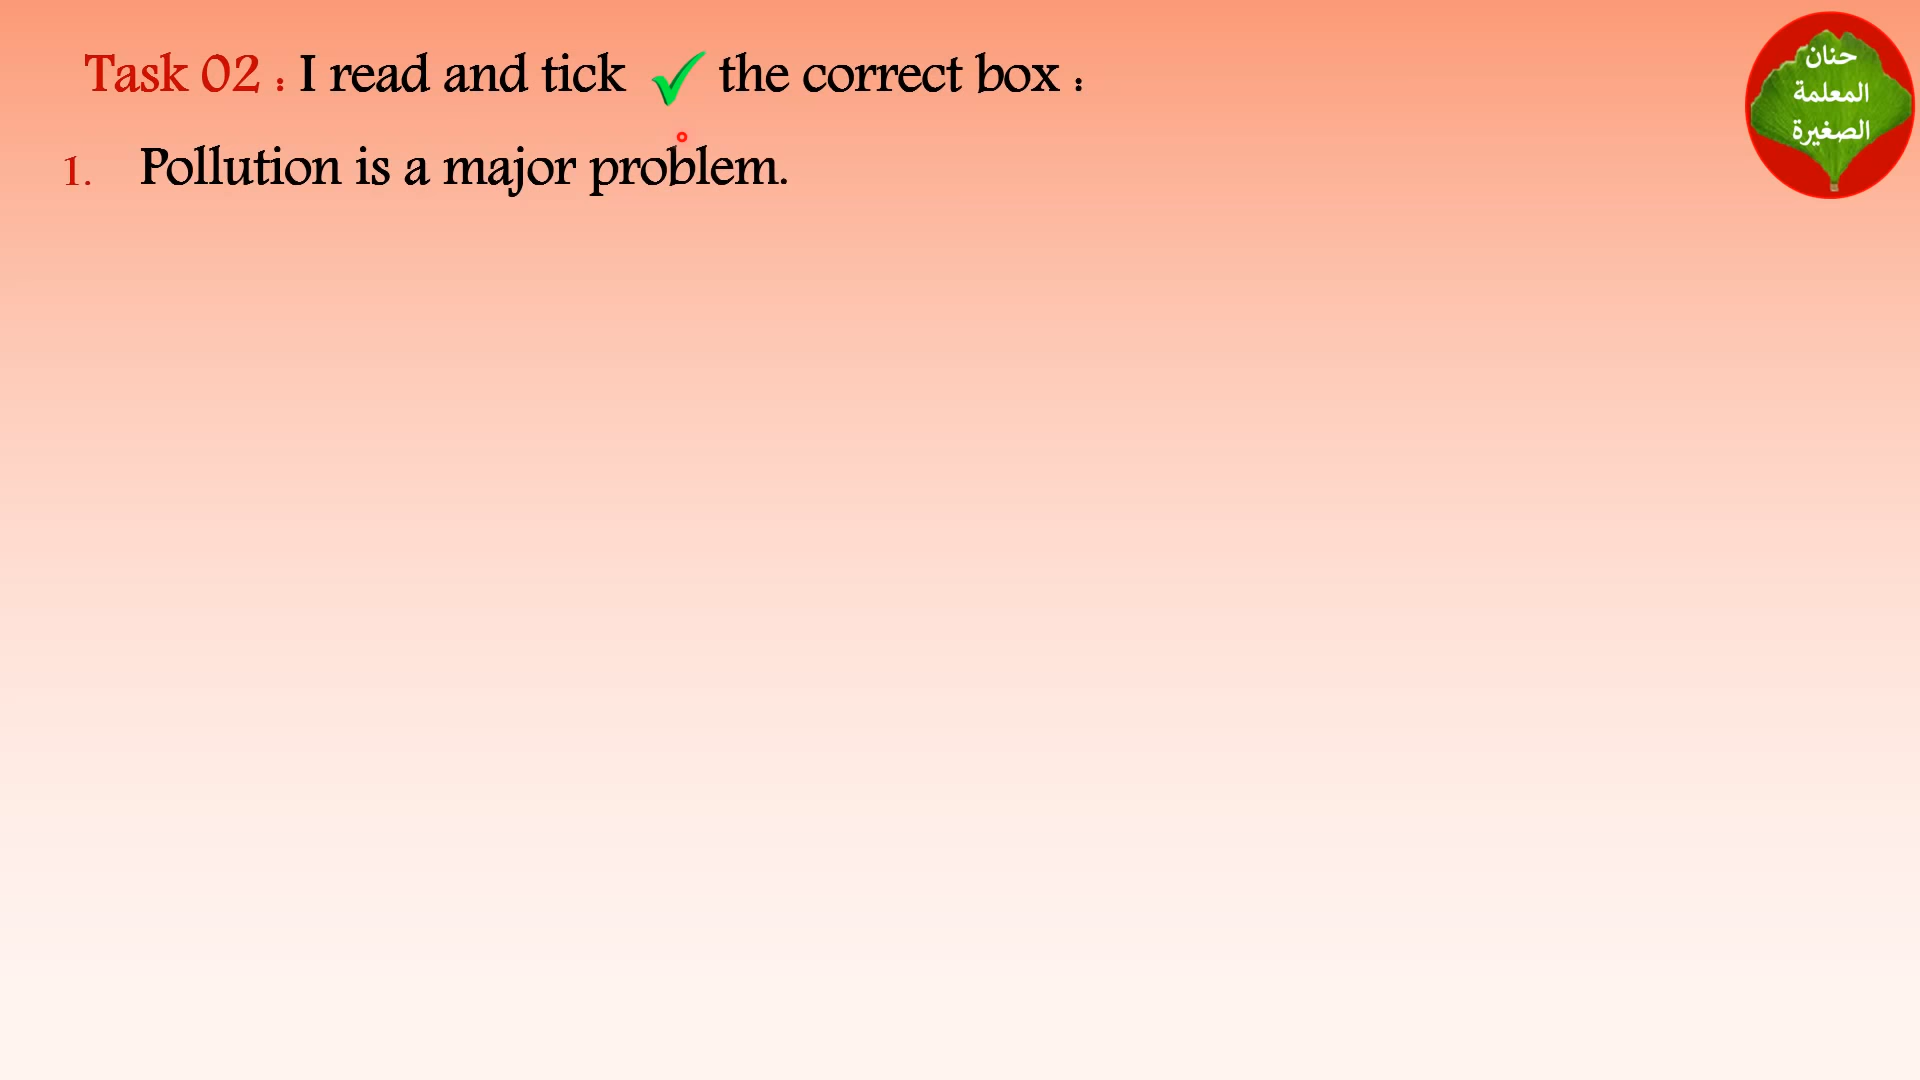 Task 02 : I read and tick ✓ the correct box :
1. Pollution is a major problem.
حنان
المعلمة
الصغيرة